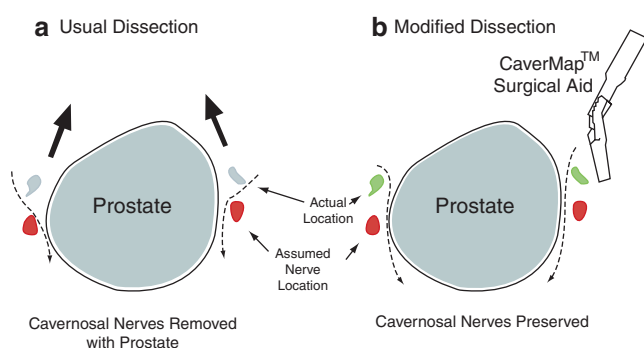 a Usual Dissection
b Modified Dissection
CaverMap™
Surgical Aid
Prostate
Prostate
Actual
Location
Assumed
Nerve
Location
Cavernosal Nerves Removed
with Prostate
Cavernosal Nerves Preserved